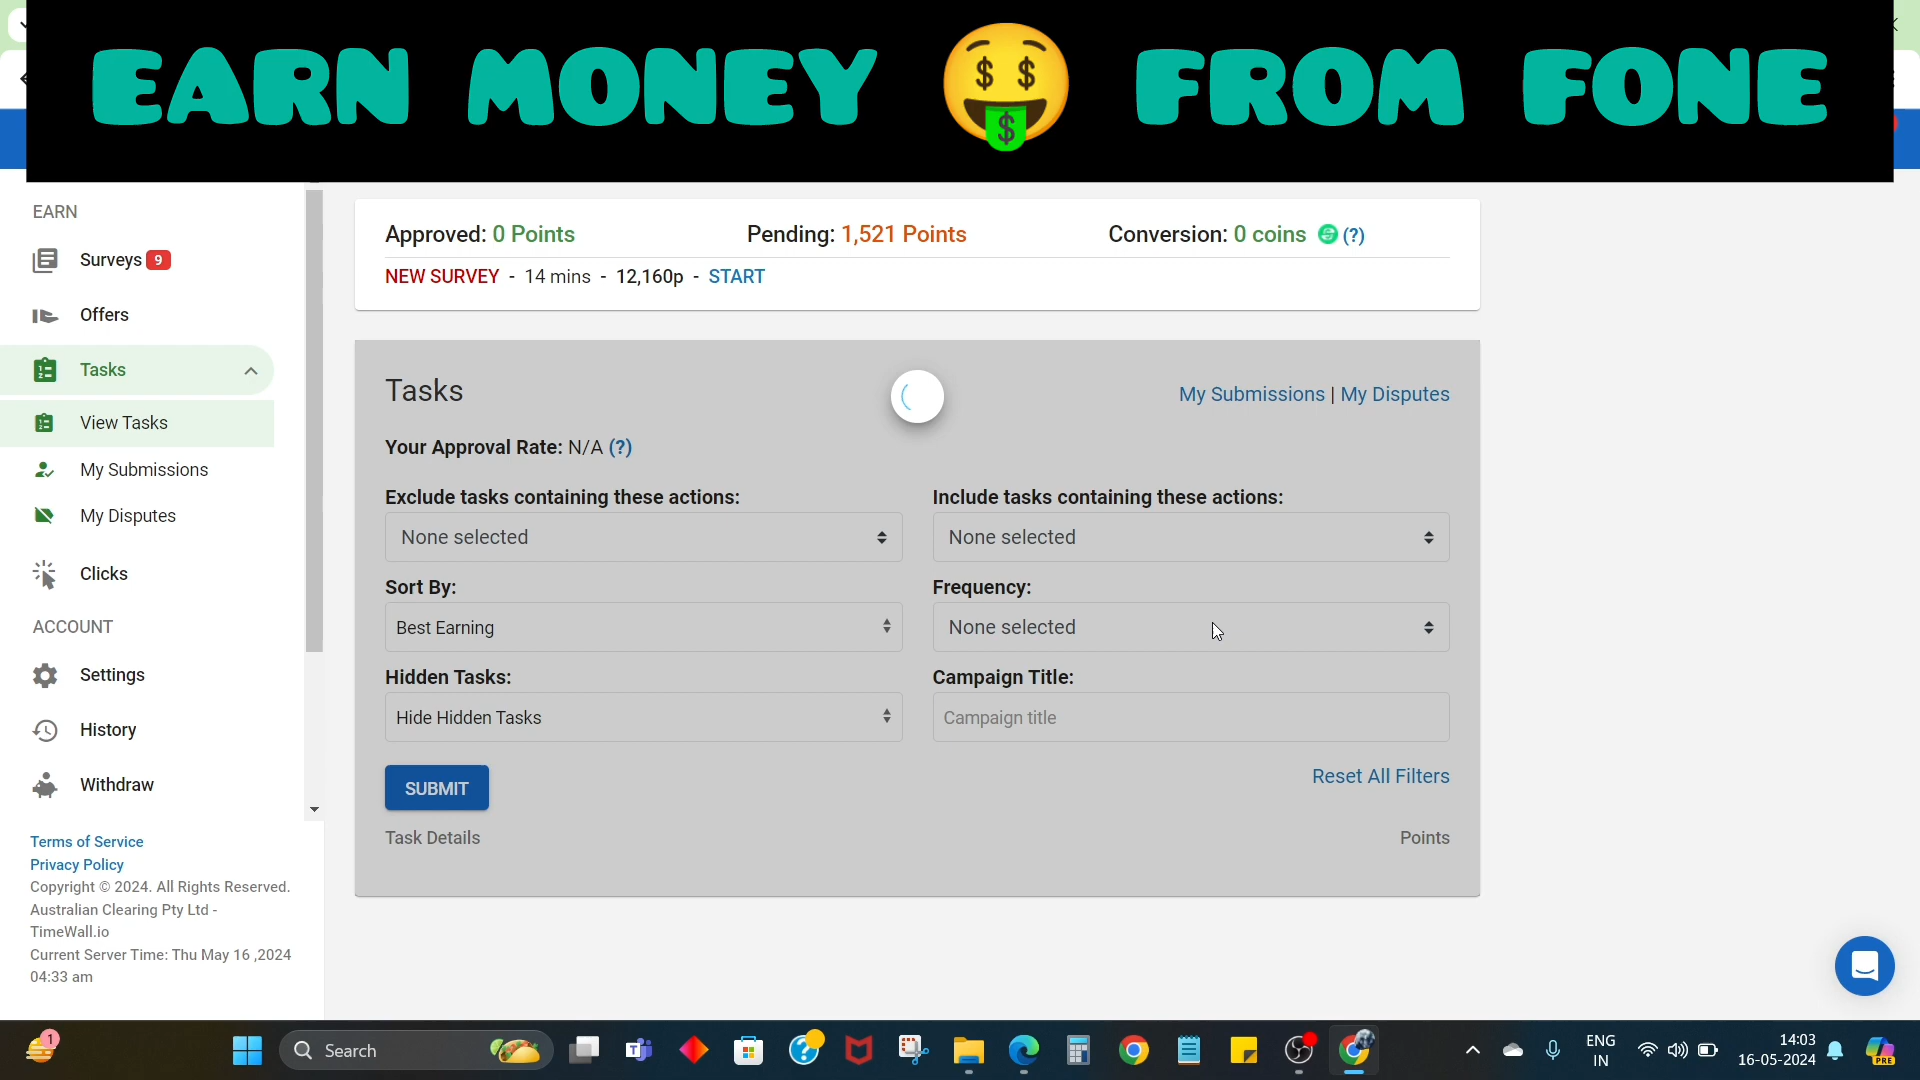 EARN MONEY FROM FONE
EARN
Surveys 9
Offers
Tasks
View Tasks
My Submissions
My Disputes
Clicks
ACCOUNT
Settings
History
Withdraw
Terms of Service
Privacy Policy
Copyright © 2024. All Rights Reserved.
Australian Clearing Pty Ltd -
TimeWall.io
Current Server Time: Thu May 16 ,2024
04:33 am
Approved: 0 Points
Pending: 1,521 Points
Conversion: 0 coins (?)
NEW SURVEY - 14 mins - 12,160p - START
Tasks
My Submissions | My Disputes
Your Approval Rate: N/A (?)
Exclude tasks containing these actions:
Include tasks containing these actions:
None selected
None selected
Sort By:
Frequency:
Best Earning
None selected
Hidden Tasks:
Campaign Title:
Hide Hidden Tasks
Campaign title
SUBMIT
Reset All Filters
Task Details
Points
1
Search
ENG
IN
14:03
16-05-2024
PRE